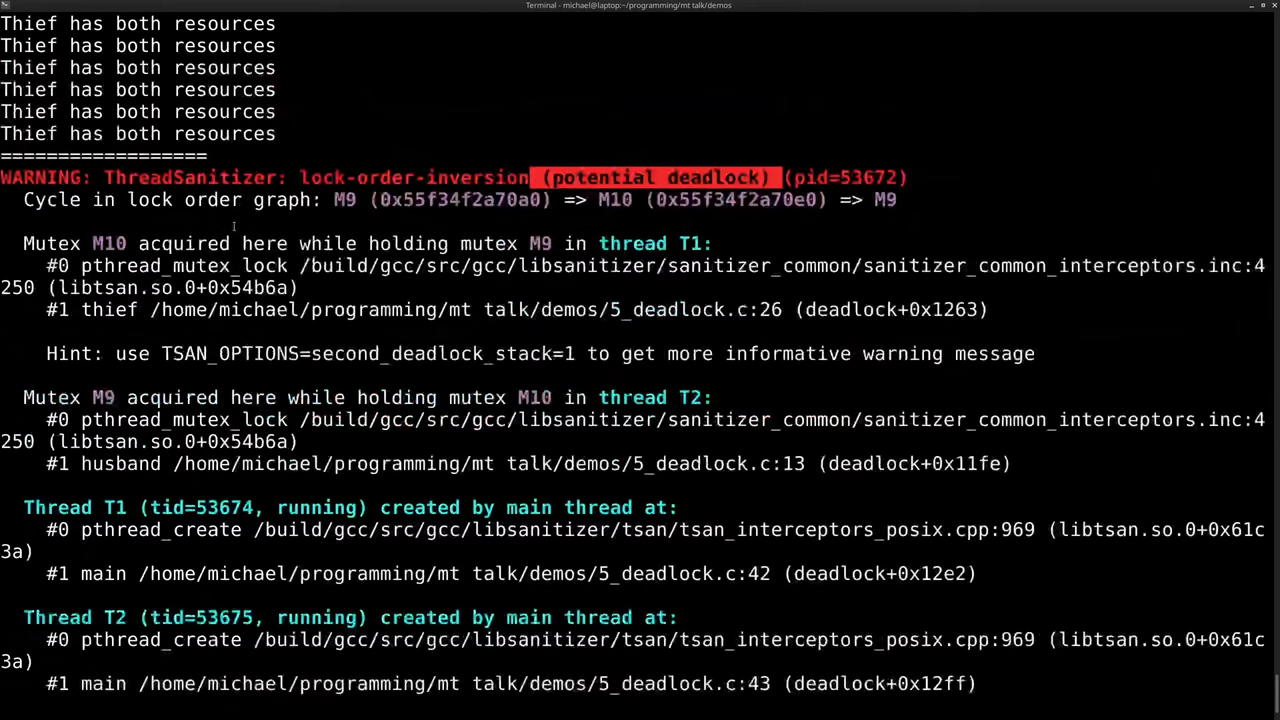 Terminal - michael@laptop:~/programming/mt talk/demos
Thief has both resources
Thief has both resources
Thief has both resources
Thief has both resources
Thief has both resources
Thief has both resources
==================
WARNING: ThreadSanitizer: lock-order-inversion (potential deadlock) (pid=53672)
  Cycle in lock order graph: M9 (0x55f34f2a70a0) => M10 (0x55f34f2a70e0) => M9
  Mutex M10 acquired here while holding mutex M9 in thread T1:
    #0 pthread_mutex_lock /build/gcc/src/gcc/libsanitizer/sanitizer_common/sanitizer_common_interceptors.inc:4
250 (libtsan.so.0+0x54b6a)
    #1 thief /home/michael/programming/mt talk/demos/5_deadlock.c:26 (deadlock+0x1263)
    Hint: use TSAN_OPTIONS=second_deadlock_stack=1 to get more informative warning message
  Mutex M9 acquired here while holding mutex M10 in thread T2:
    #0 pthread_mutex_lock /build/gcc/src/gcc/libsanitizer/sanitizer_common/sanitizer_common_interceptors.inc:4
250 (libtsan.so.0+0x54b6a)
    #1 husband /home/michael/programming/mt talk/demos/5_deadlock.c:13 (deadlock+0x11fe)
  Thread T1 (tid=53674, running) created by main thread at:
    #0 pthread_create /build/gcc/src/gcc/libsanitizer/tsan/tsan_interceptors_posix.cpp:969 (libtsan.so.0+0x61c
3a)
    #1 main /home/michael/programming/mt talk/demos/5_deadlock.c:42 (deadlock+0x12e2)
  Thread T2 (tid=53675, running) created by main thread at:
    #0 pthread_create /build/gcc/src/gcc/libsanitizer/tsan/tsan_interceptors_posix.cpp:969 (libtsan.so.0+0x61c
3a)
    #1 main /home/michael/programming/mt talk/demos/5_deadlock.c:43 (deadlock+0x12ff)